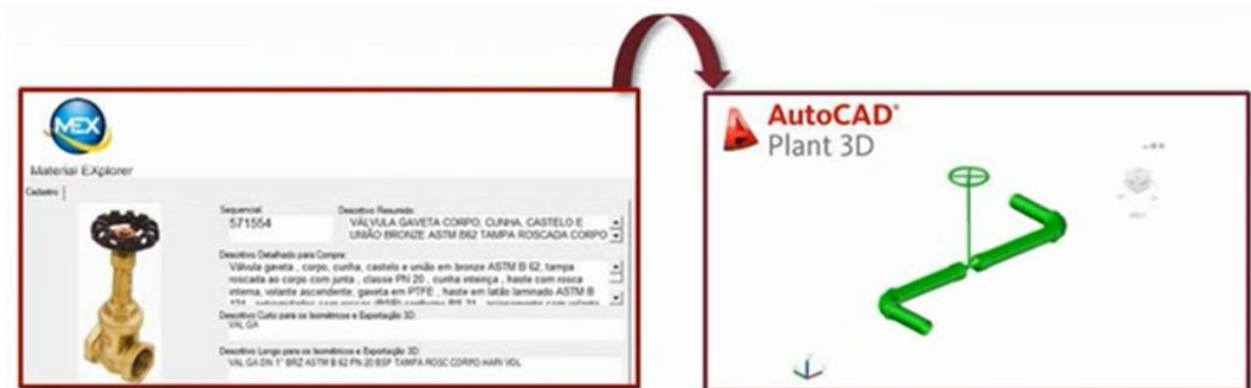 MEX
Material EXplorer
Cadastro
Sequencial:
571554
Descritivo Resumido:
VÁLVULA GAVETA CORPO, CUNHA, CASTELO E
UNIÃO BRONZE ASTM B62 TAMPA ROSCADA CORPO
Descritivo Detalhado para Compra:
Válvula gaveta , corpo, cunha, castelo e união em bronze ASTM B 62, tampa
roscada ao corpo com junta , classe PN 20 , cunha inteiriça , haste com rosca
interna, volante ascendente, gaveta em PTFE , haste em latão laminado ASTM B
Descritivo Curto para os Isométricos e Exportação 3D:
VAL GA
Descritivo Longo para os Isométricos e Exportação 3D:
VAL GA DN 1" BRZ ASTM B 62 PN 20 BSP TAMPA ROSC CORPO HARI VOL
AutoCAD®
Plant 3D